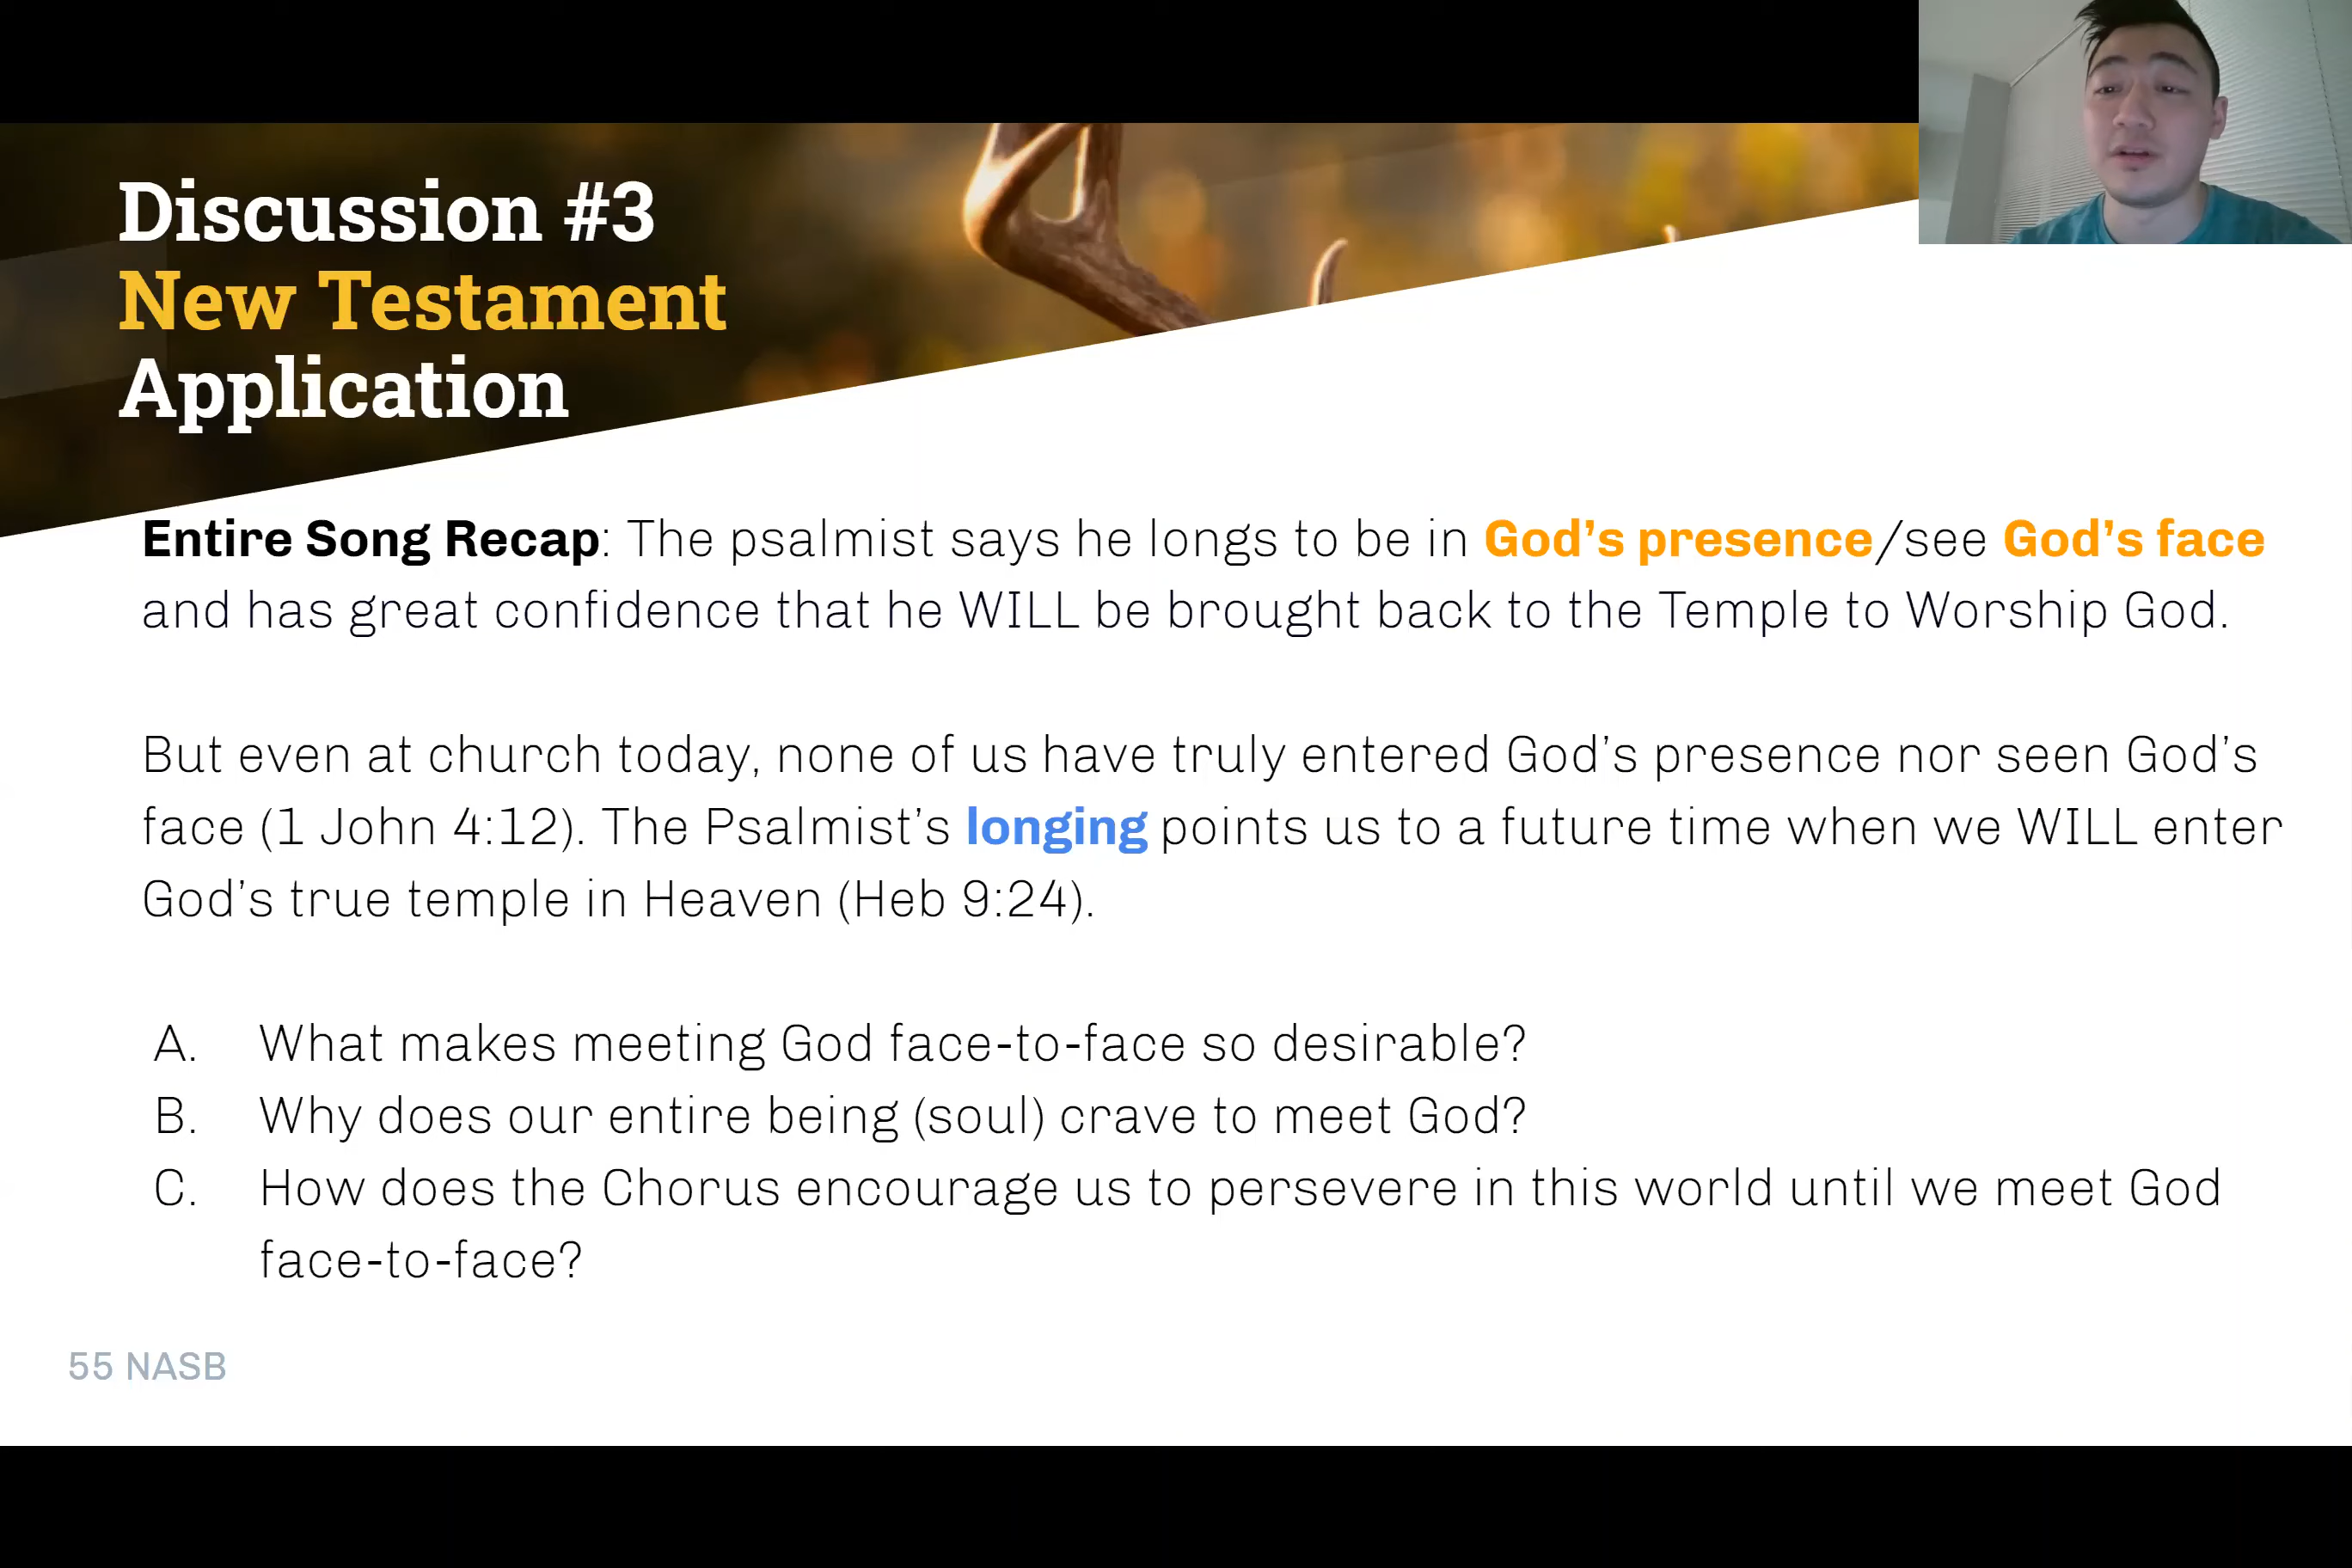 Discussion #3
New Testament
Application
Entire Song Recap: The psalmist says he longs to be in God’s presence/see God’s face
and has great confidence that he WILL be brought back to the Temple to Worship God.
But even at church today, none of us have truly entered God’s presence nor seen God’s
face (1 John 4:12). The Psalmist’s longing points us to a future time when we WILL enter
God’s true temple in Heaven (Heb 9:24).
A. What makes meeting God face-to-face so desirable?
B. Why does our entire being (soul) crave to meet God?
C. How does the Chorus encourage us to persevere in this world until we meet God
face-to-face?
55 NASB